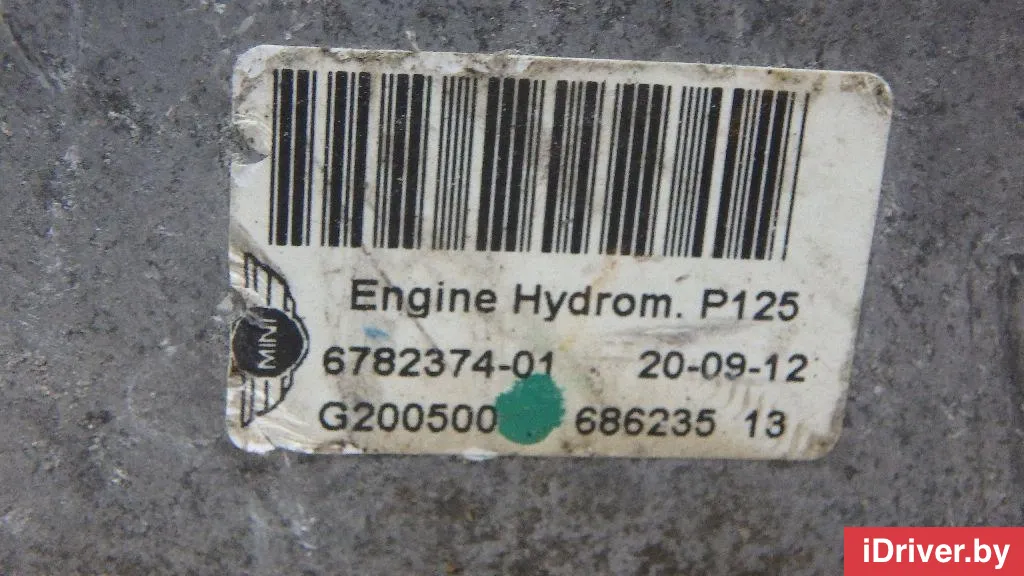 Engine Hydrom. P125
MINI
6782374-01 20-09-12
G200500 686235 13
iDriver.by